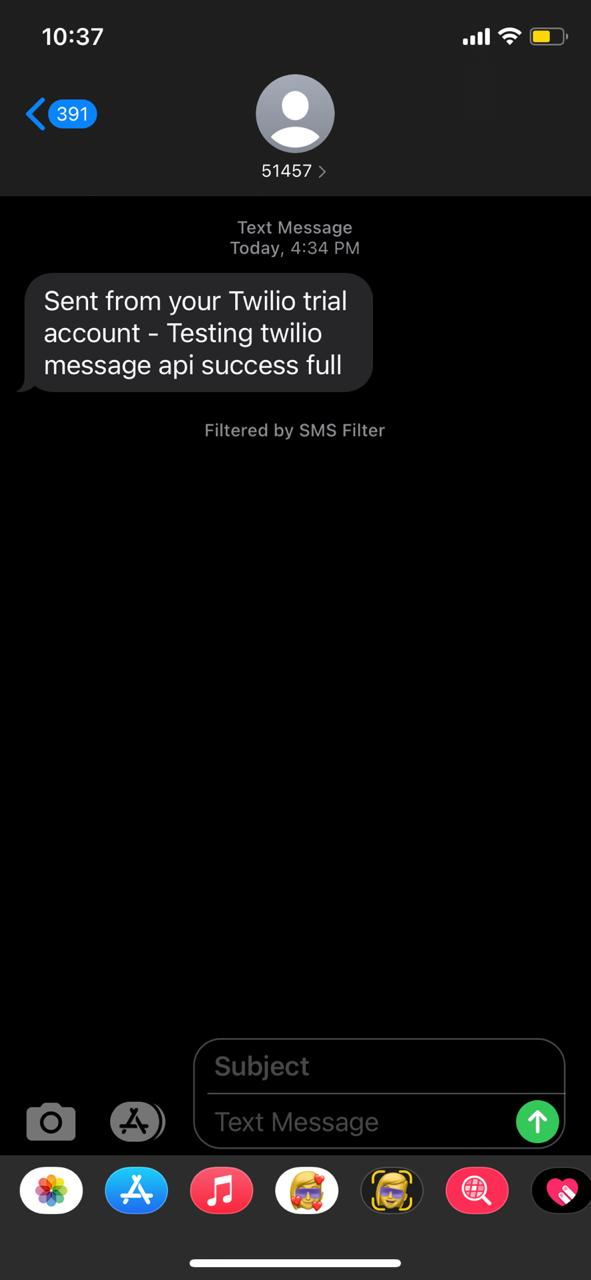 10:37
391
51457
Text Message
Today, 4:34 PM
Sent from your Twilio trial
account - Testing twilio
message api success full
Filtered by SMS Filter
Subject
Text Message